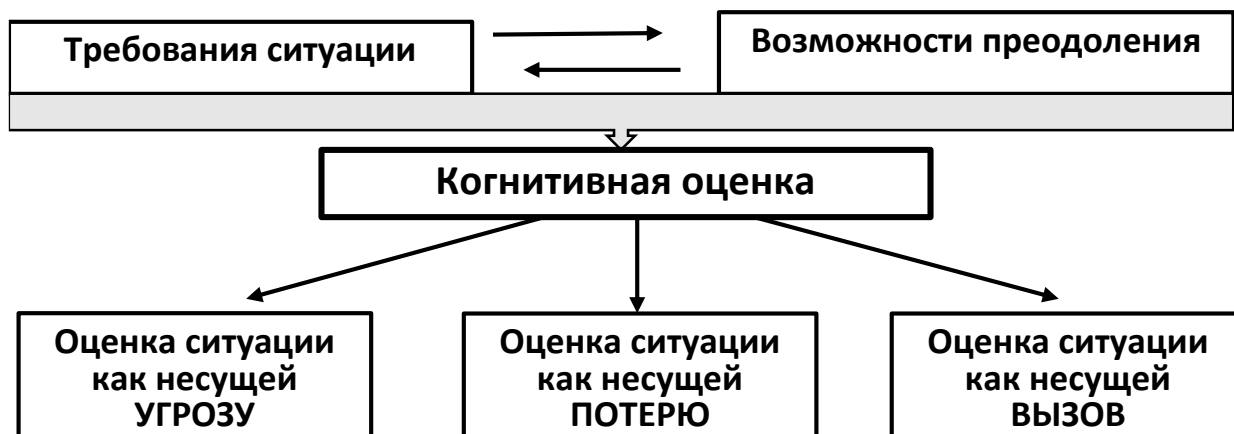 Требования ситуации
Возможности преодоления
Когнитивная оценка
Оценка ситуации
как несущей
УГРОЗУ
Оценка ситуации
как несущей
ПОТЕРЮ
Оценка ситуации
как несущей
ВЫЗОВ